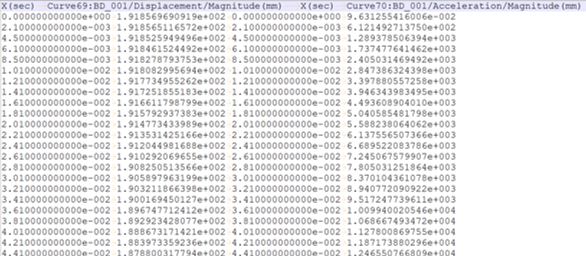 X(sec) Curve69:BD_001/Displacement/Magnitude(mm) X(sec) Curve70:BD_001/Acceleration/Magnitude(mm)
0.000000000000e+000 1.918569690919e+002 0.000000000000e+000 9.631255416006e-002
2.100000000000e-003 1.918565116572e+002 2.100000000000e-003 6.121492713750e+002
4.500000000000e-003 1.918525949496e+002 4.500000000000e-003 1.289378506394e+003
6.100000000000e-003 1.918461524492e+002 6.100000000000e-003 1.737477641462e+003
8.500000000000e-003 1.918278793753e+002 8.500000000000e-003 2.405031469492e+003
1.010000000000e-002 1.918082995694e+002 1.010000000000e-002 2.847386324398e+003
1.210000000000e-002 1.917734955262e+002 1.210000000000e-002 3.397880557258e+003
1.410000000000e-002 1.917251855183e+002 1.410000000000e-002 3.946343983495e+003
1.610000000000e-002 1.916611798799e+002 1.610000000000e-002 4.493608904010e+003
1.810000000000e-002 1.915792937383e+002 1.810000000000e-002 5.040585481798e+003
2.010000000000e-002 1.914773433989e+002 2.010000000000e-002 5.588238064062e+003
2.210000000000e-002 1.913531425166e+002 2.210000000000e-002 6.137556507366e+003
2.410000000000e-002 1.912044981688e+002 2.410000000000e-002 6.689522083786e+003
2.610000000000e-002 1.910292069655e+002 2.610000000000e-002 7.245067579907e+003
2.810000000000e-002 1.908250513566e+002 2.810000000000e-002 7.805031251864e+003
3.010000000000e-002 1.905897963199e+002 3.010000000000e-002 8.370104361078e+003
3.210000000000e-002 1.903211866398e+002 3.210000000000e-002 8.940772090922e+003
3.410000000000e-002 1.900169450127e+002 3.410000000000e-002 9.517247739611e+003
3.610000000000e-002 1.896747712412e+002 3.610000000000e-002 1.009940020546e+004
3.810000000000e-002 1.892923428077e+002 3.810000000000e-002 1.068667493472e+004
4.010000000000e-002 1.888673171421e+002 4.010000000000e-002 1.127800869755e+004
4.210000000000e-002 1.883973359236e+002 4.210000000000e-002 1.187173880296e+004
4.410000000000e-002 1.878800317794e+002 4.410000000000e-002 1.246550766809e+004